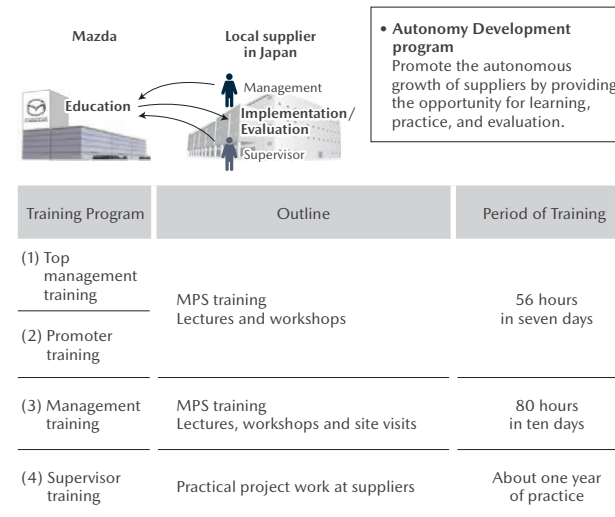 Mazda
Local supplier
in Japan
Management
Education
Implementation/
Evaluation
Supervisor
• Autonomy Development
program
Promote the autonomous
growth of suppliers by providing
the opportunity for learning,
practice, and evaluation.
Training Program
Outline
Period of Training
(1) Top
management
training
(2) Promoter
training
MPS training
Lectures and workshops
56 hours
in seven days
(3) Management
training
MPS training
Lectures, workshops and site visits
80 hours
in ten days
(4) Supervisor
training
Practical project work at suppliers
About one year
of practice